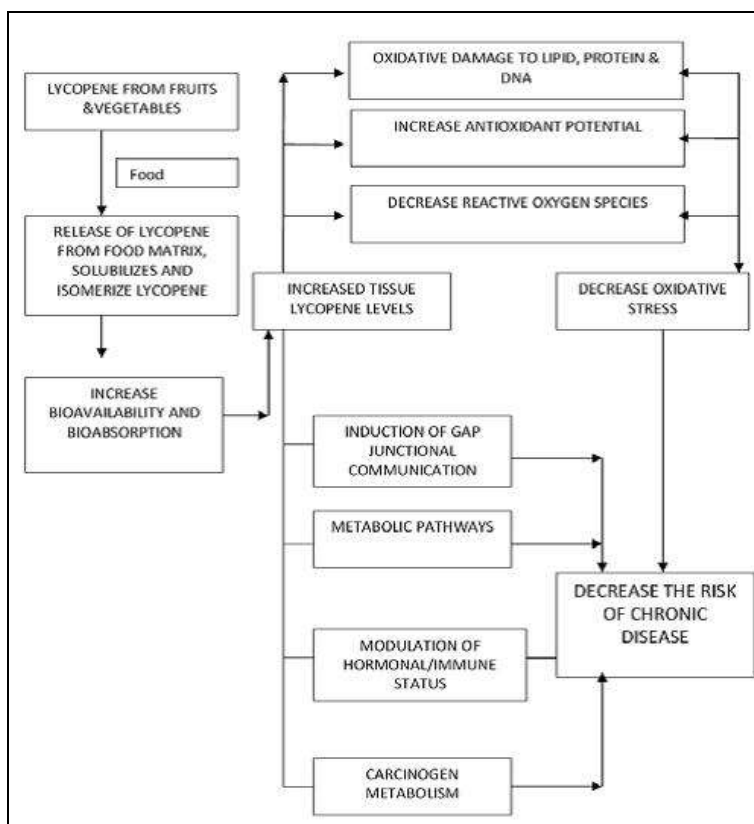 LYCOPENE FROM FRUITS
&VEGETABLES
Food
RELEASE OF LYCOPENE
FROM FOOD MATRIX,
SOLUBILIZES AND
ISOMERIZE LYCOPENE
INCREASE
BIOAVAILABILITY AND
BIOABSORPTION
OXIDATIVE DAMAGE TO LIPID, PROTEIN &
DNA
INCREASE ANTIOXIDANT POTENTIAL
DECREASE REACTIVE OXYGEN SPECIES
INCREASED TISSUE
LYCOPENE LEVELS
DECREASE OXIDATIVE
STRESS
INDUCTION OF GAP
JUNCTIONAL
COMMUNICATION
METABOLIC PATHWAYS
MODULATION OF
HORMONAL/IMMUNE
STATUS
CARCINOGEN
METABOLISM
DECREASE THE RISK
OF CHRONIC
DISEASE